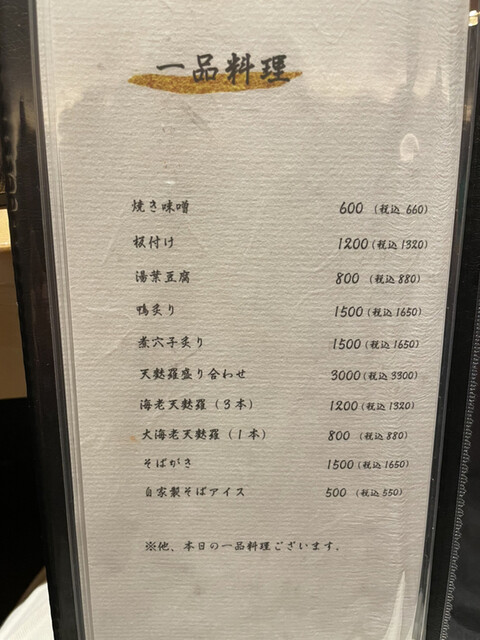 一品料理
焼き味噌 600 (税込 660)
板付け 1200 (税込 1320)
湯葉豆腐 800 (税込 880)
鴨炙り 1500 (税込 1650)
煮穴子炙り 1500 (税込 1650)
天麩羅盛り合わせ 3000 (税込 3300)
海老天麩羅 (3本) 1200 (税込 1320)
大海老天麩羅 (1本) 800 (税込 880)
そばがき 1500 (税込 1650)
自家製そばアイス 500 (税込 550)
※他、本日の一品料理ございます。